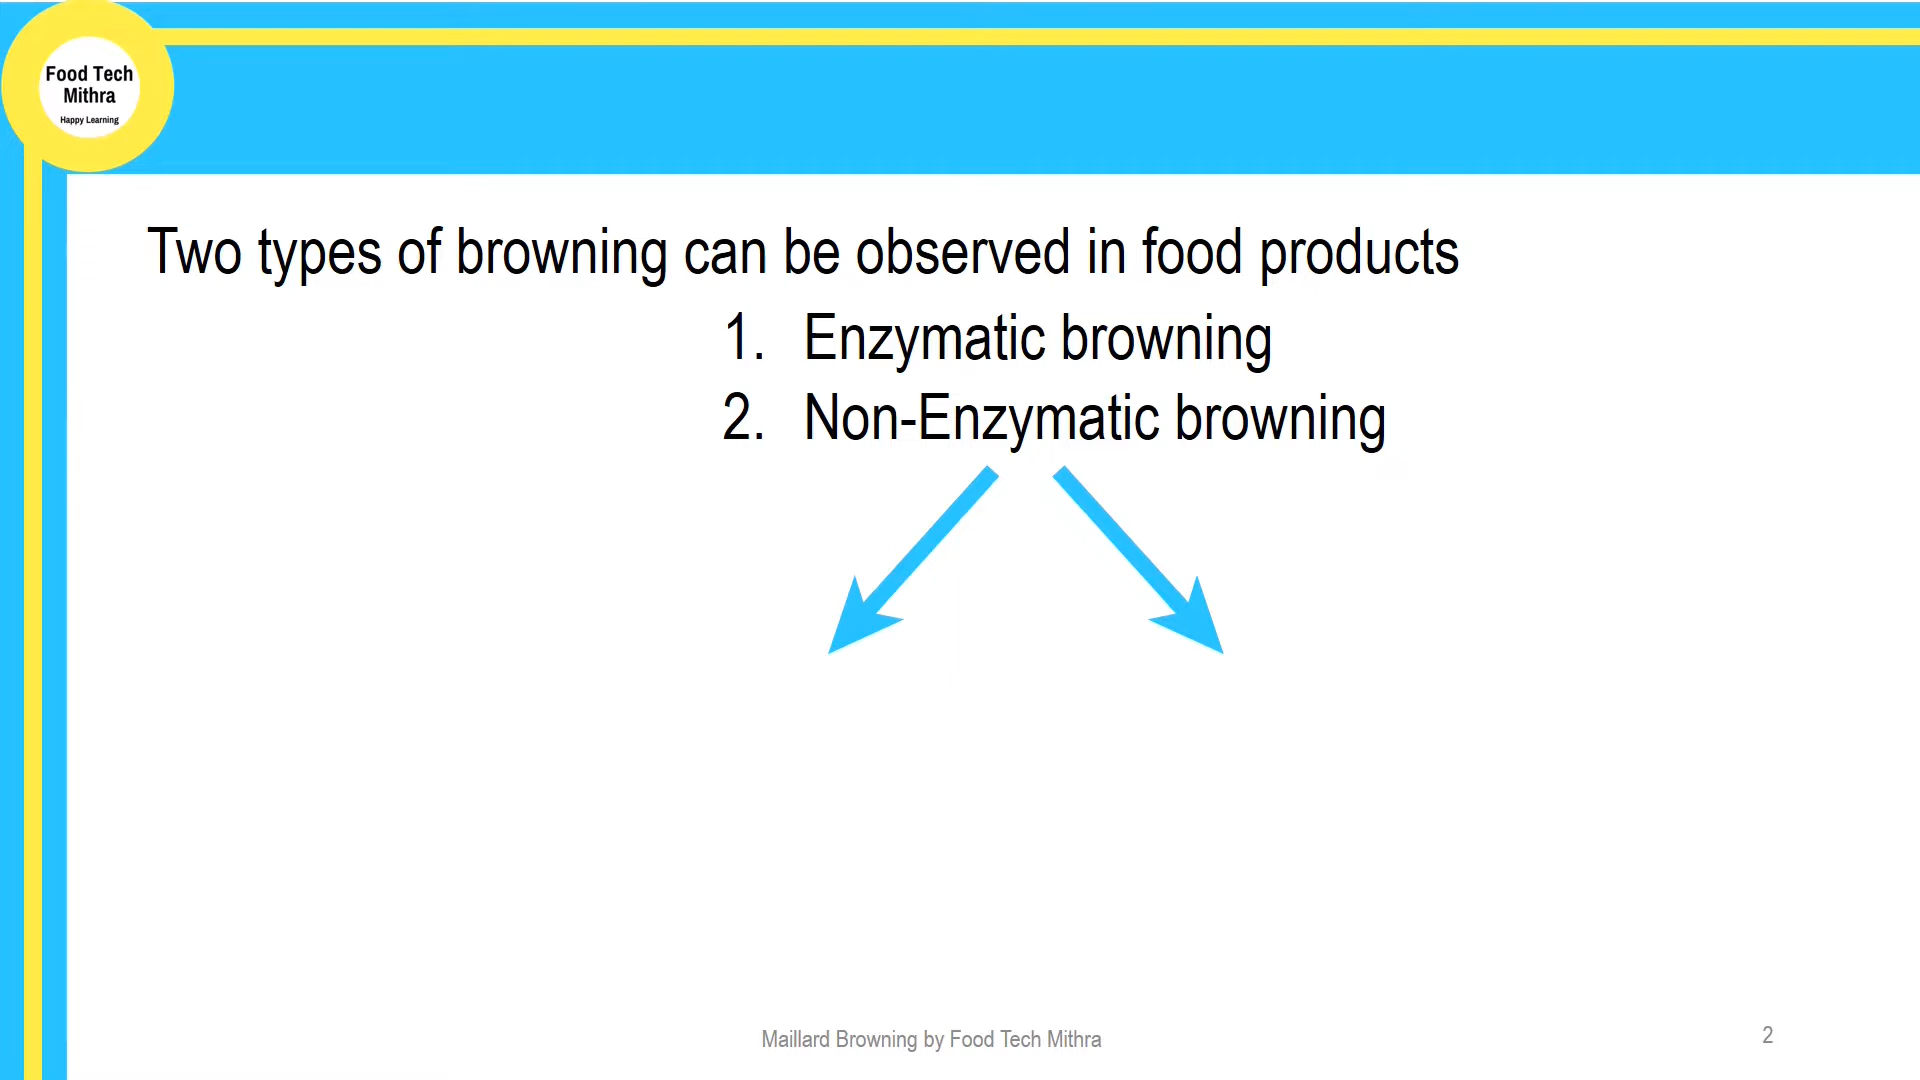 Food Tech
Mithra
Happy Learning
Two types of browning can be observed in food products
1. Enzymatic browning
2. Non-Enzymatic browning
Maillard Browning by Food Tech Mithra
2